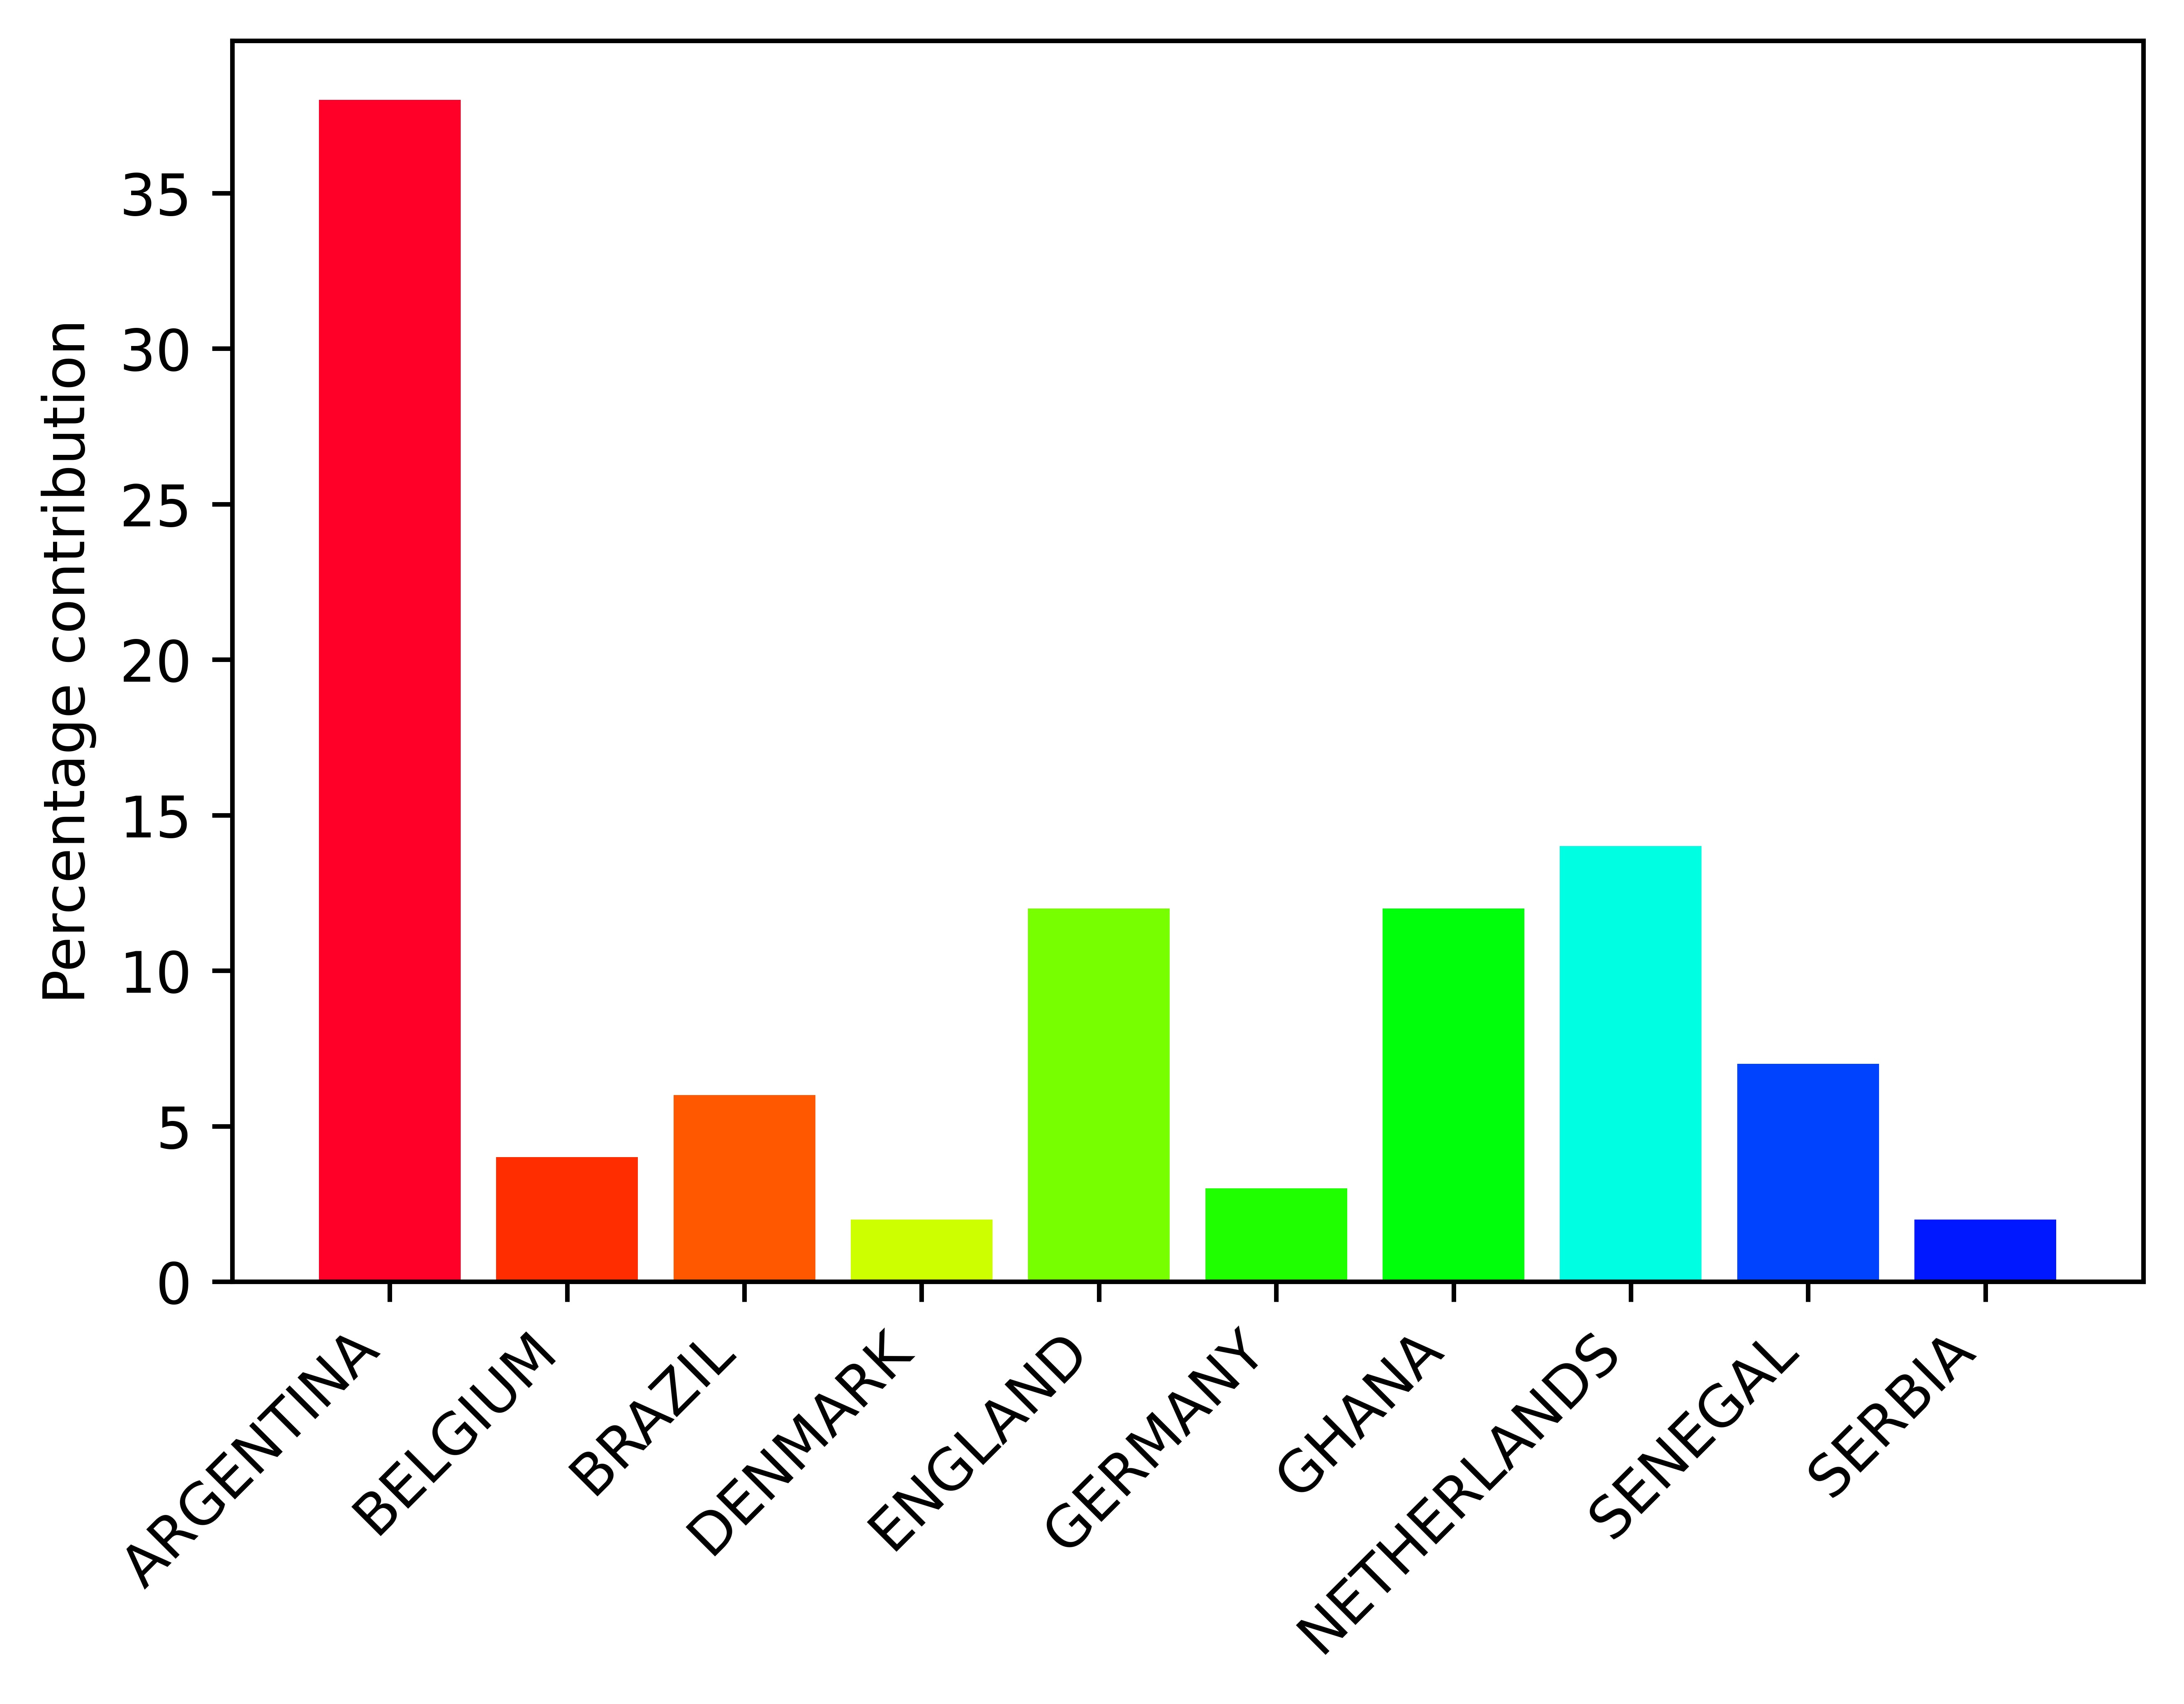 Percentage contribution
35
30
25
20
15
10
5
0
ARGENTINA
BELGIUM
BRAZIL
DENMARK
ENGLAND
GERMANY
GHANA
NETHERLANDS
SENEGAL
SERBIA